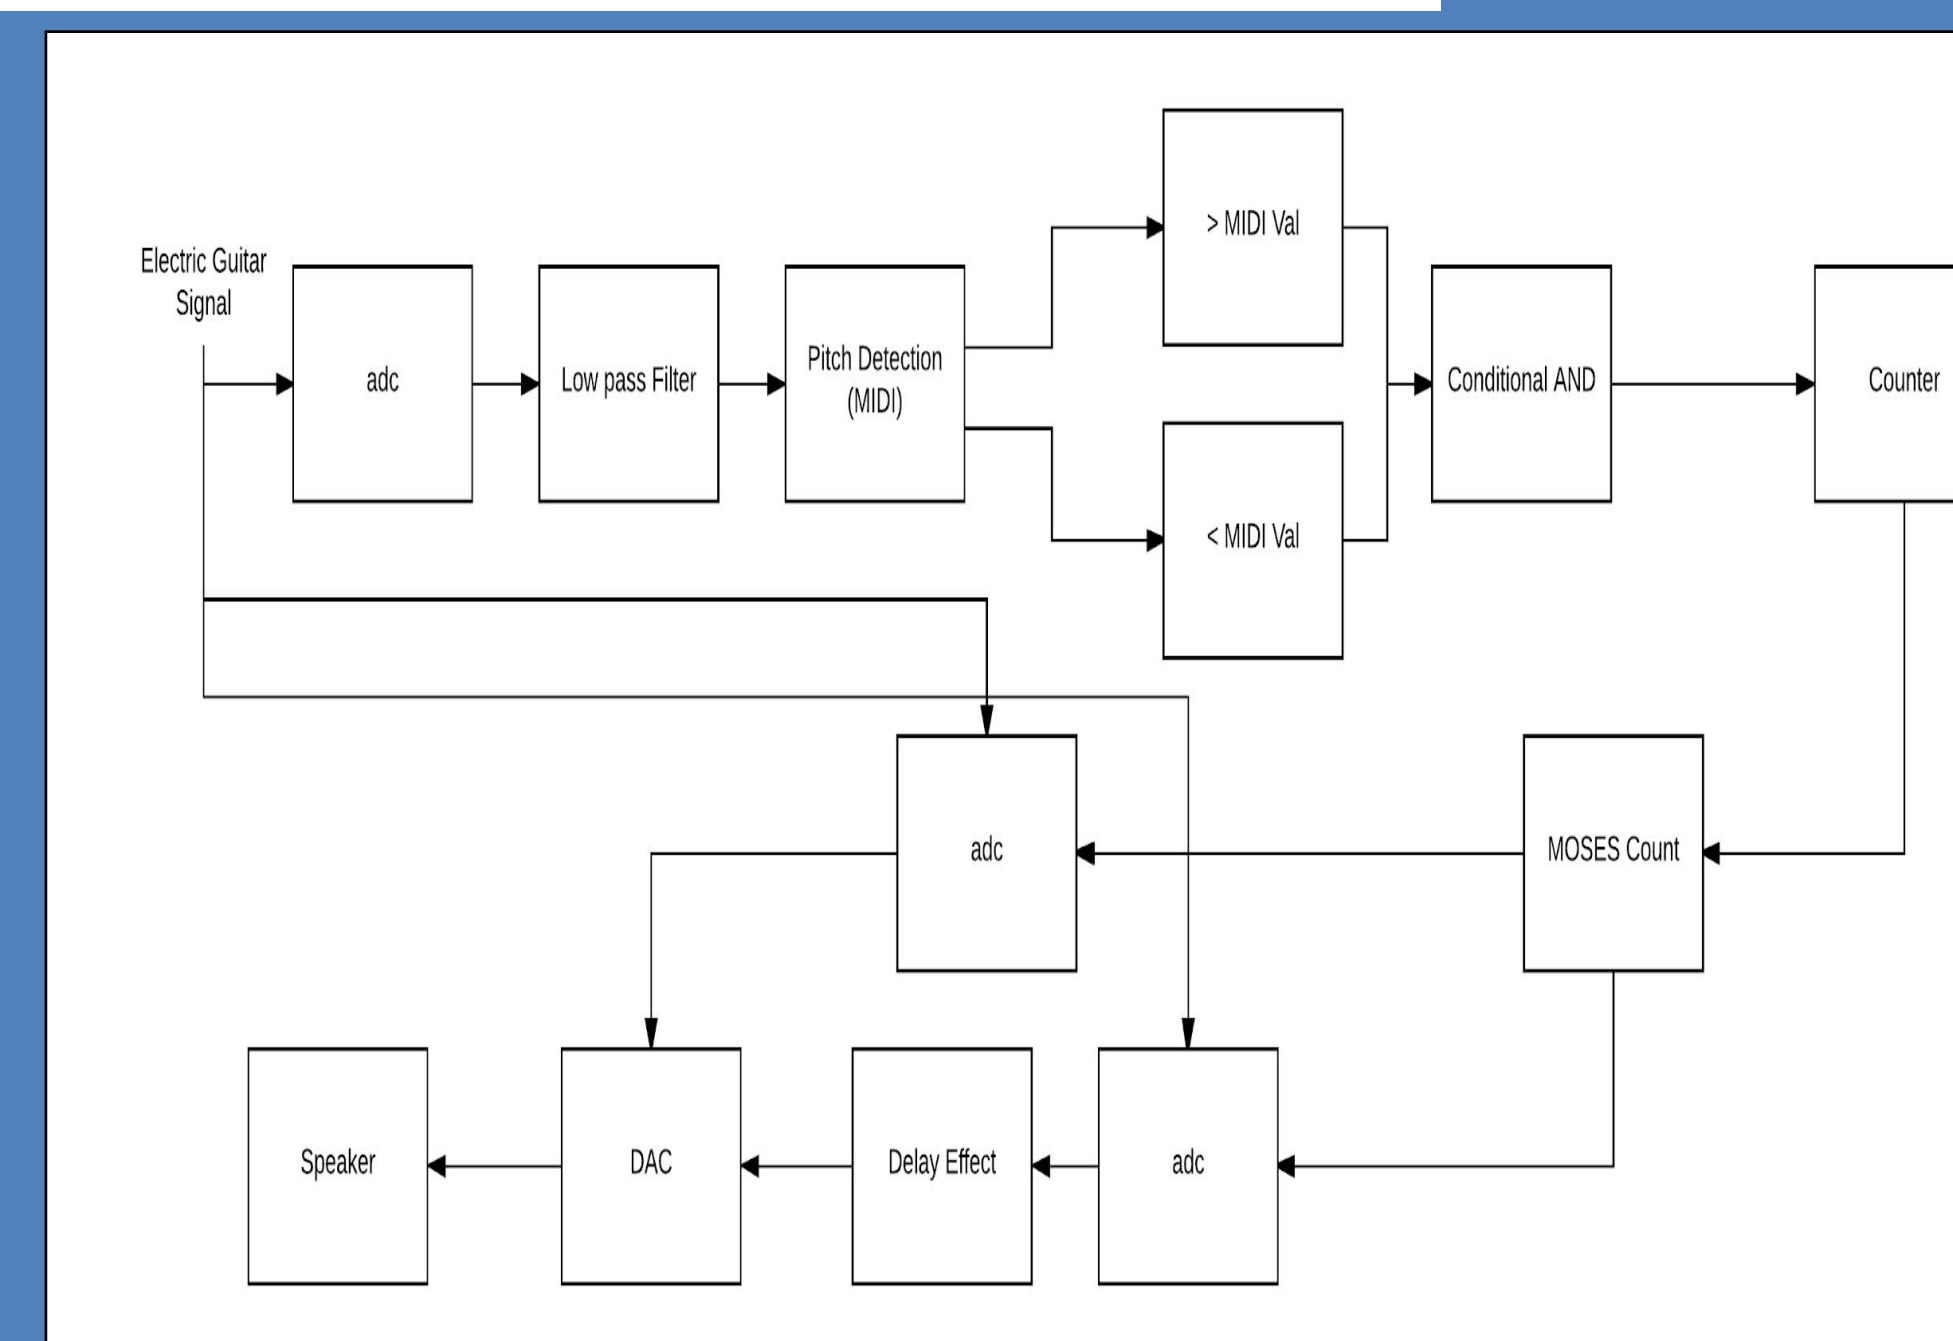 > MIDI Val
Electric Guitar
Signal
adc
Low pass Filter
Pitch Detection
(MIDI)
Conditional AND
Counter
< MIDI Val
adc
MOSES Count
Speaker
DAC
Delay Effect
adc